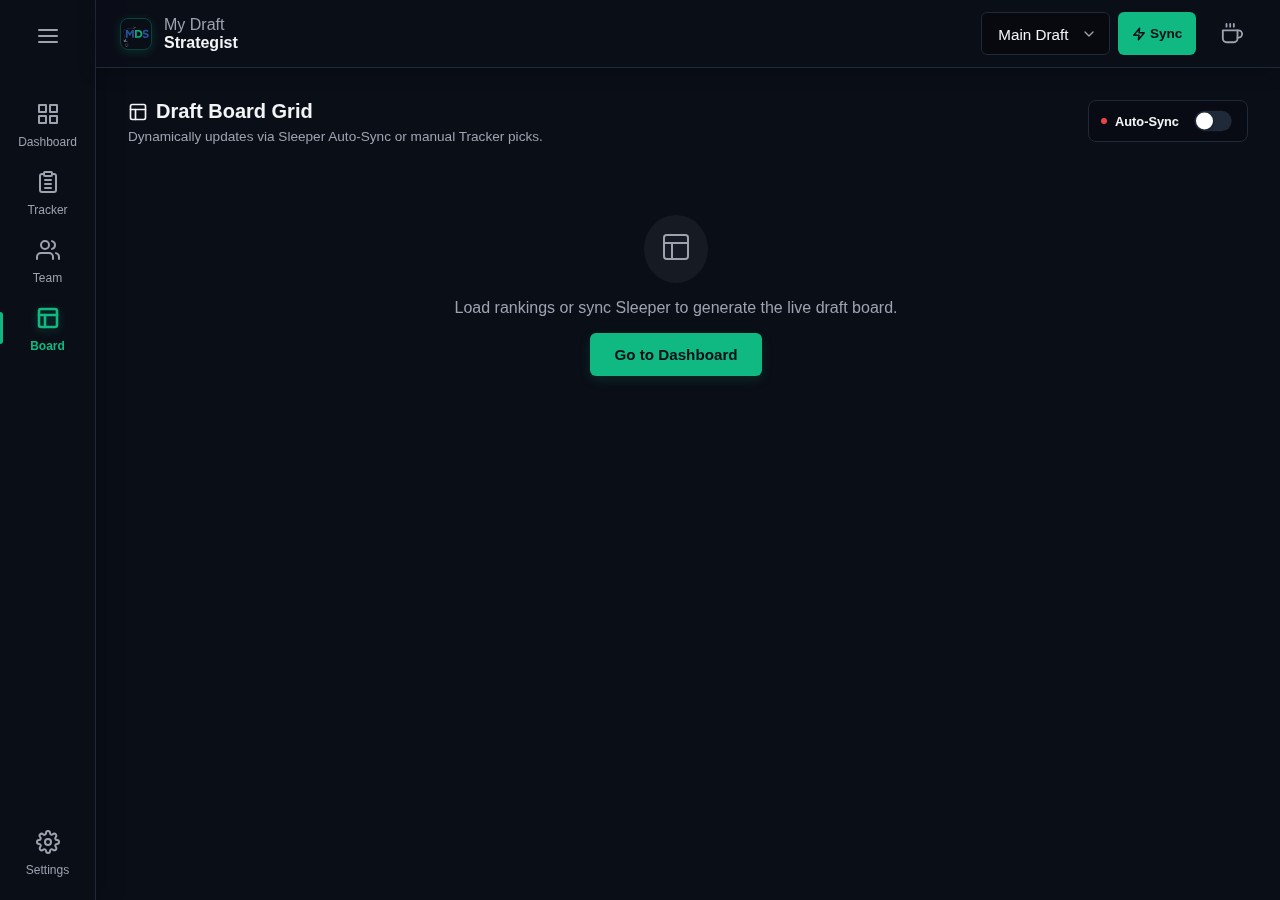 My Draft
Strategist
MDS
Main Draft
Sync
Dashboard
Tracker
Team
Board
Settings
Draft Board Grid
Dynamically updates via Sleeper Auto-Sync or manual Tracker picks.
Auto-Sync
Load rankings or sync Sleeper to generate the live draft board.
Go to Dashboard